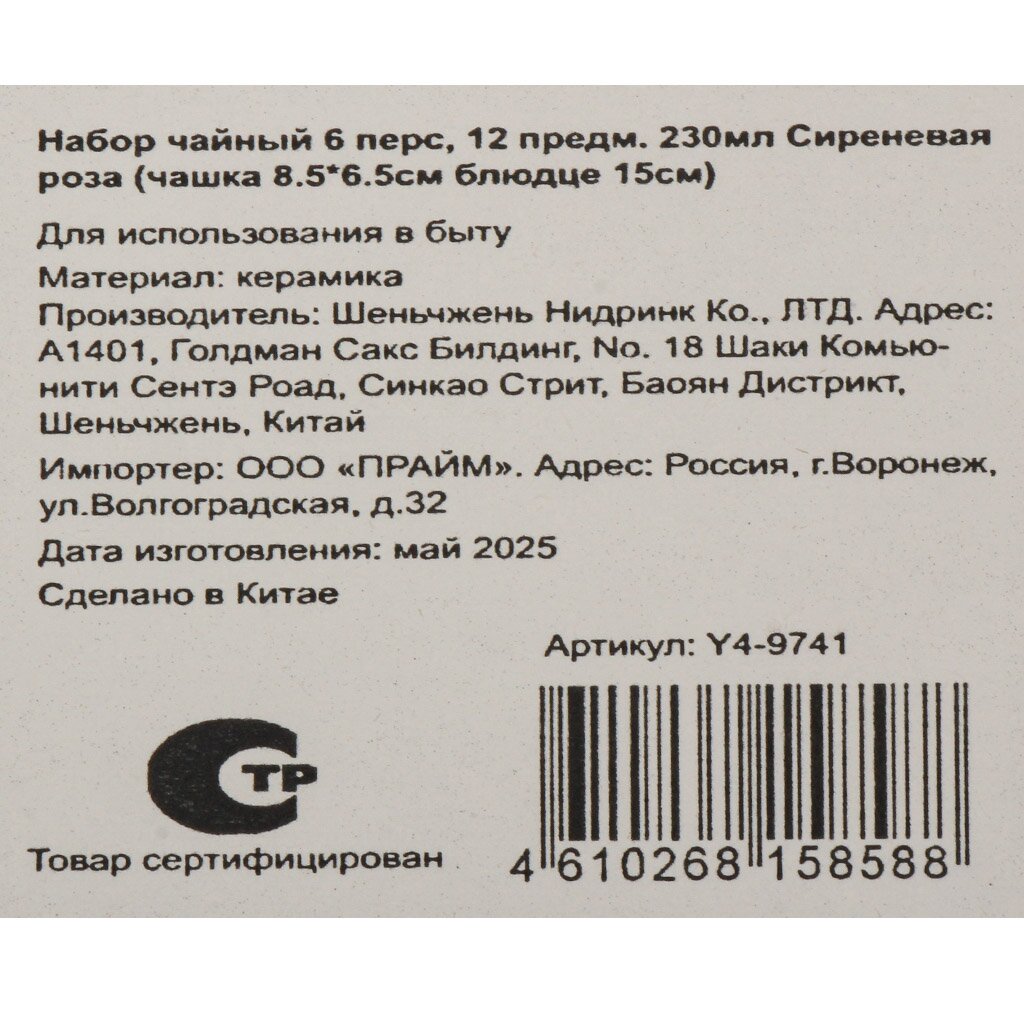 Набор чайный 6 перс, 12 предм. 230мл Сиреневая
роза (чашка 8.5*6.5см блюдце 15см)
Для использования в быту
Материал: керамика
Производитель: Шеньчжень Нидринк Ко., ЛТД. Адрес:
А1401, Голдман Сакс Билдинг, No. 18 Шаки Комью-
нити Сентэ Роад, Синкао Стрит, Баоян Дистрикт,
Шеньчжень, Китай
Импортер: ООО «ПРАЙМ». Адрес: Россия, г.Воронеж,
ул.Волгоградская, д.32
Дата изготовления: май 2025
Сделано в Китае
Артикул: Y4-9741
СТР
Товар сертифицирован
4 610268 158588